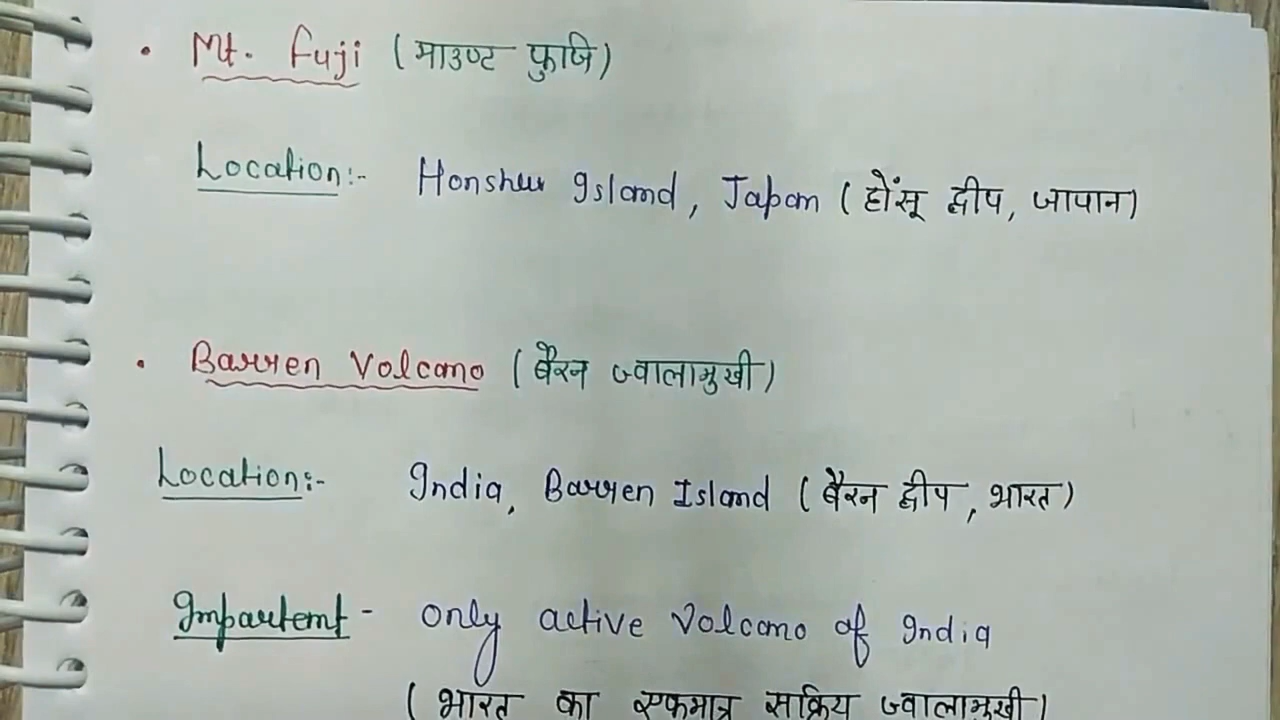 • Mt. Fuji (माउण्ट फुजि)
Location:- Honshu Island, Japan (होंसू द्वीप, जापान)
• Barren Volcano (बैरन ज्वालामुखी)
Location:- India, Barren Island (बैरन द्वीप, भारत)
Important - only active Volcano of India
(भारत का एकमात्र सक्रिय ज्वालामुखी)